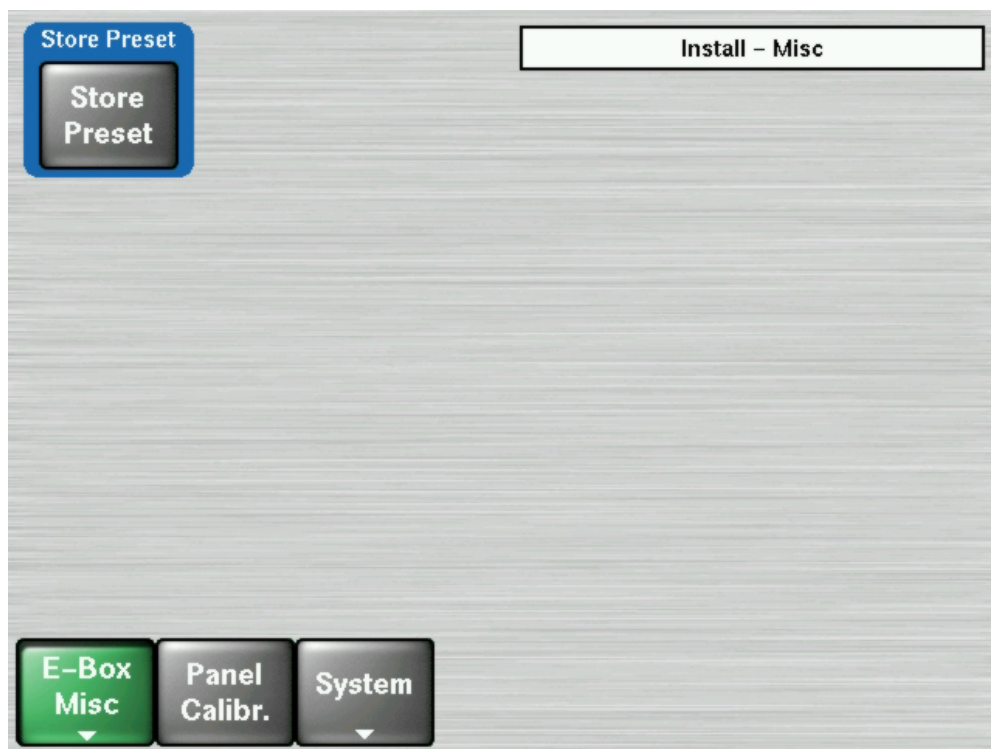 Store Preset
Install – Misc
Store
Preset
E–Box
Misc
Panel
Calibr.
System